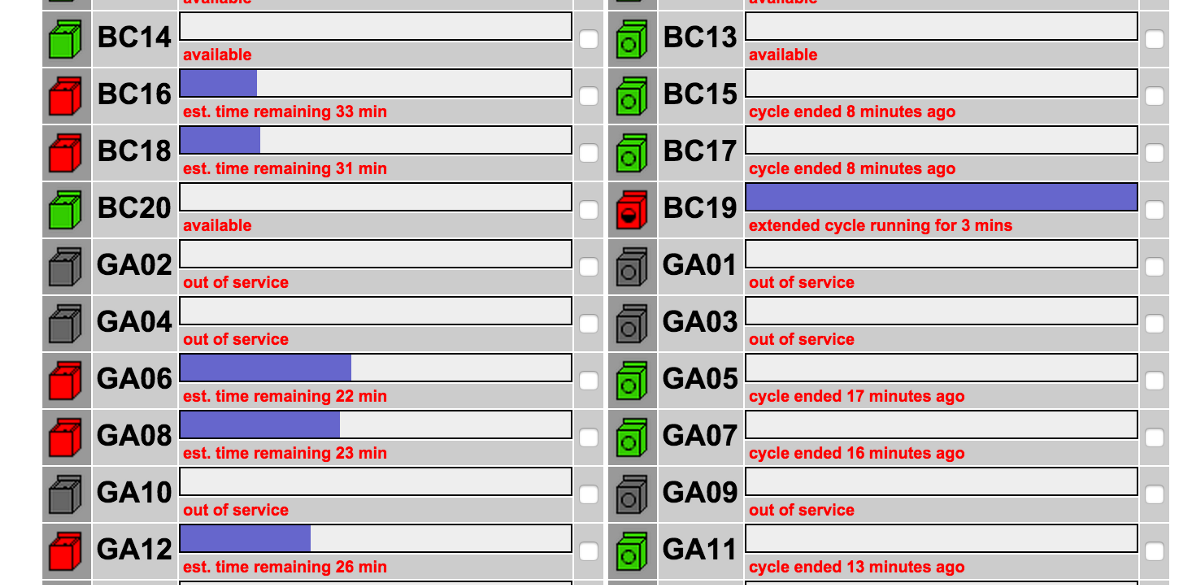 available available
BC14 BC13
available available
BC16 BC15
est. time remaining 33 min cycle ended 8 minutes ago
BC18 BC17
est. time remaining 31 min cycle ended 8 minutes ago
BC20 BC19
available extended cycle running for 3 mins
GA02 GA01
out of service out of service
GA04 GA03
out of service out of service
GA06 GA05
est. time remaining 22 min cycle ended 17 minutes ago
GA08 GA07
est. time remaining 23 min cycle ended 16 minutes ago
GA10 GA09
out of service out of service
GA12 GA11
est. time remaining 26 min cycle ended 13 minutes ago